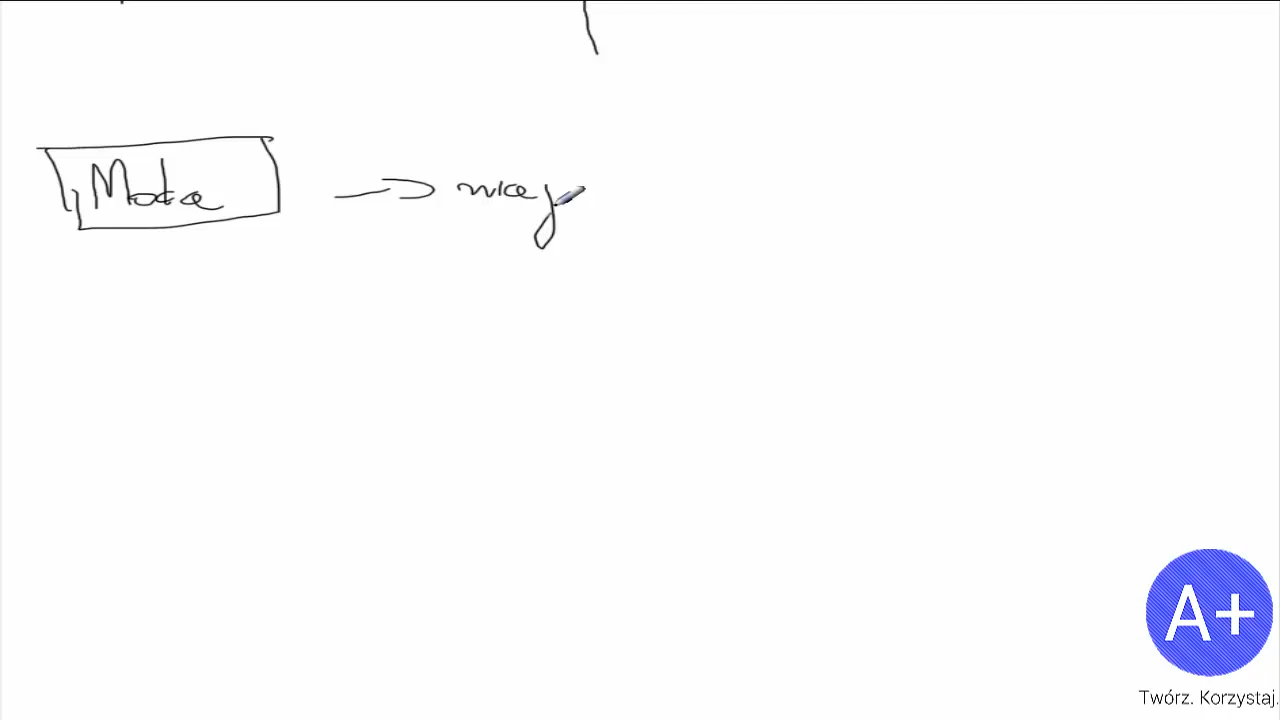 Moda →
A+
Twórz. Korzystaj.